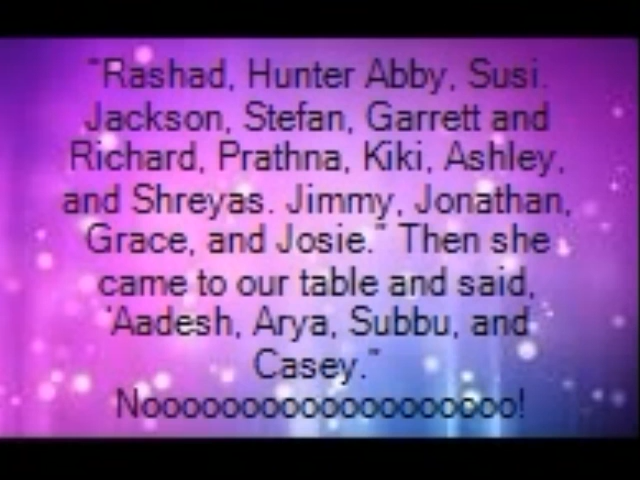 "Rashad, Hunter Abby, Susi.
Jackson, Stefan, Garrett and
Richard, Prathna, Kiki, Ashley,
and Shreyas. Jimmy, Jonathan,
Grace, and Josie." Then she
came to our table and said,
'Aadesh, Arya, Subbu, and
Casey."
Nooooooooooooooooooo!